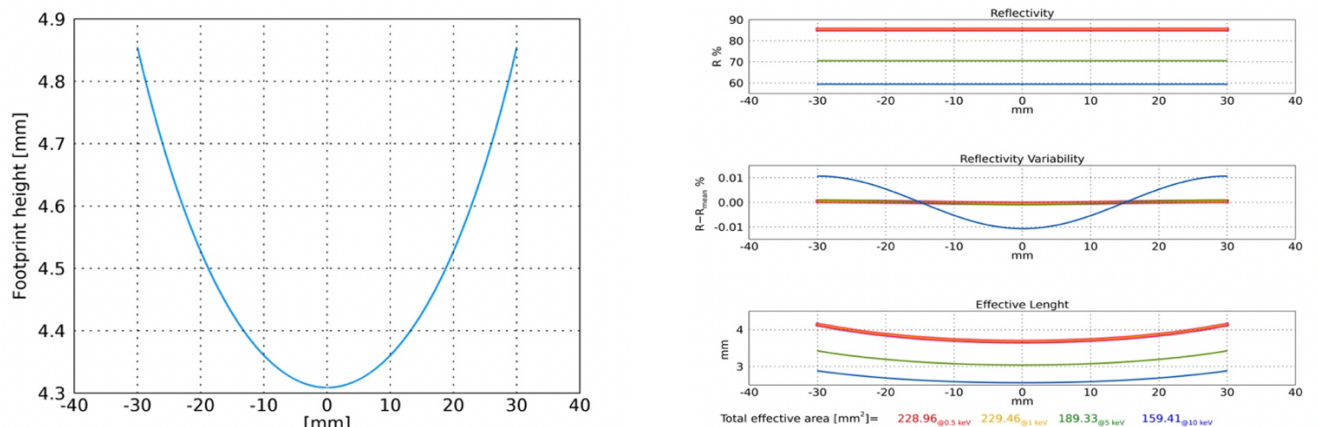 4.9
4.8
4.7
4.6
4.5
4.4
4.3
Footprint height [mm]
-40 -30 -20 -10 0 10 20 30 40
[mm]
Reflectivity
90
80
70
60
R %
-40 -30 -20 -10 0 10 20 30 40
mm
Reflectivity Variability
0.01
0.00
-0.01
R−Rmean %
-40 -30 -20 -10 0 10 20 30 40
mm
Effective Lenght
4
3
mm
-40 -30 -20 -10 0 10 20 30 40
mm
Total effective area [mm²]= 228.96@0.5 keV 229.46@1 keV 189.33@5 keV 159.41@10 keV